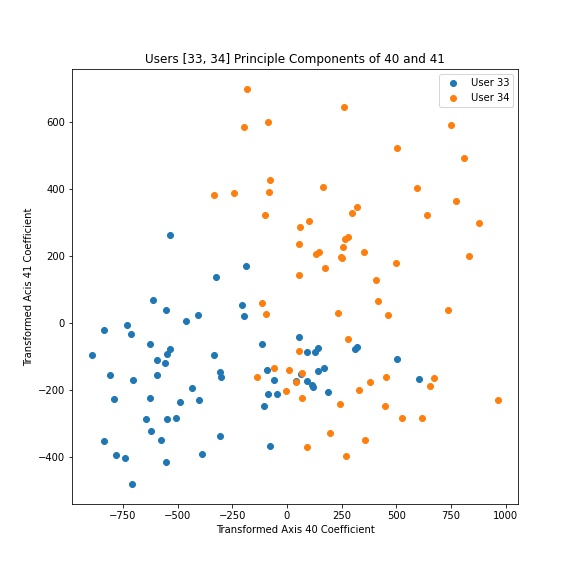 Users [33, 34] Principle Components of 40 and 41
User 33
User 34
Transformed Acis 41 Coefficient
600
400
200
0
−200
−400
−750
−500
−250
0
250
500
750
1000
Transformed Axis 40 Coefficient